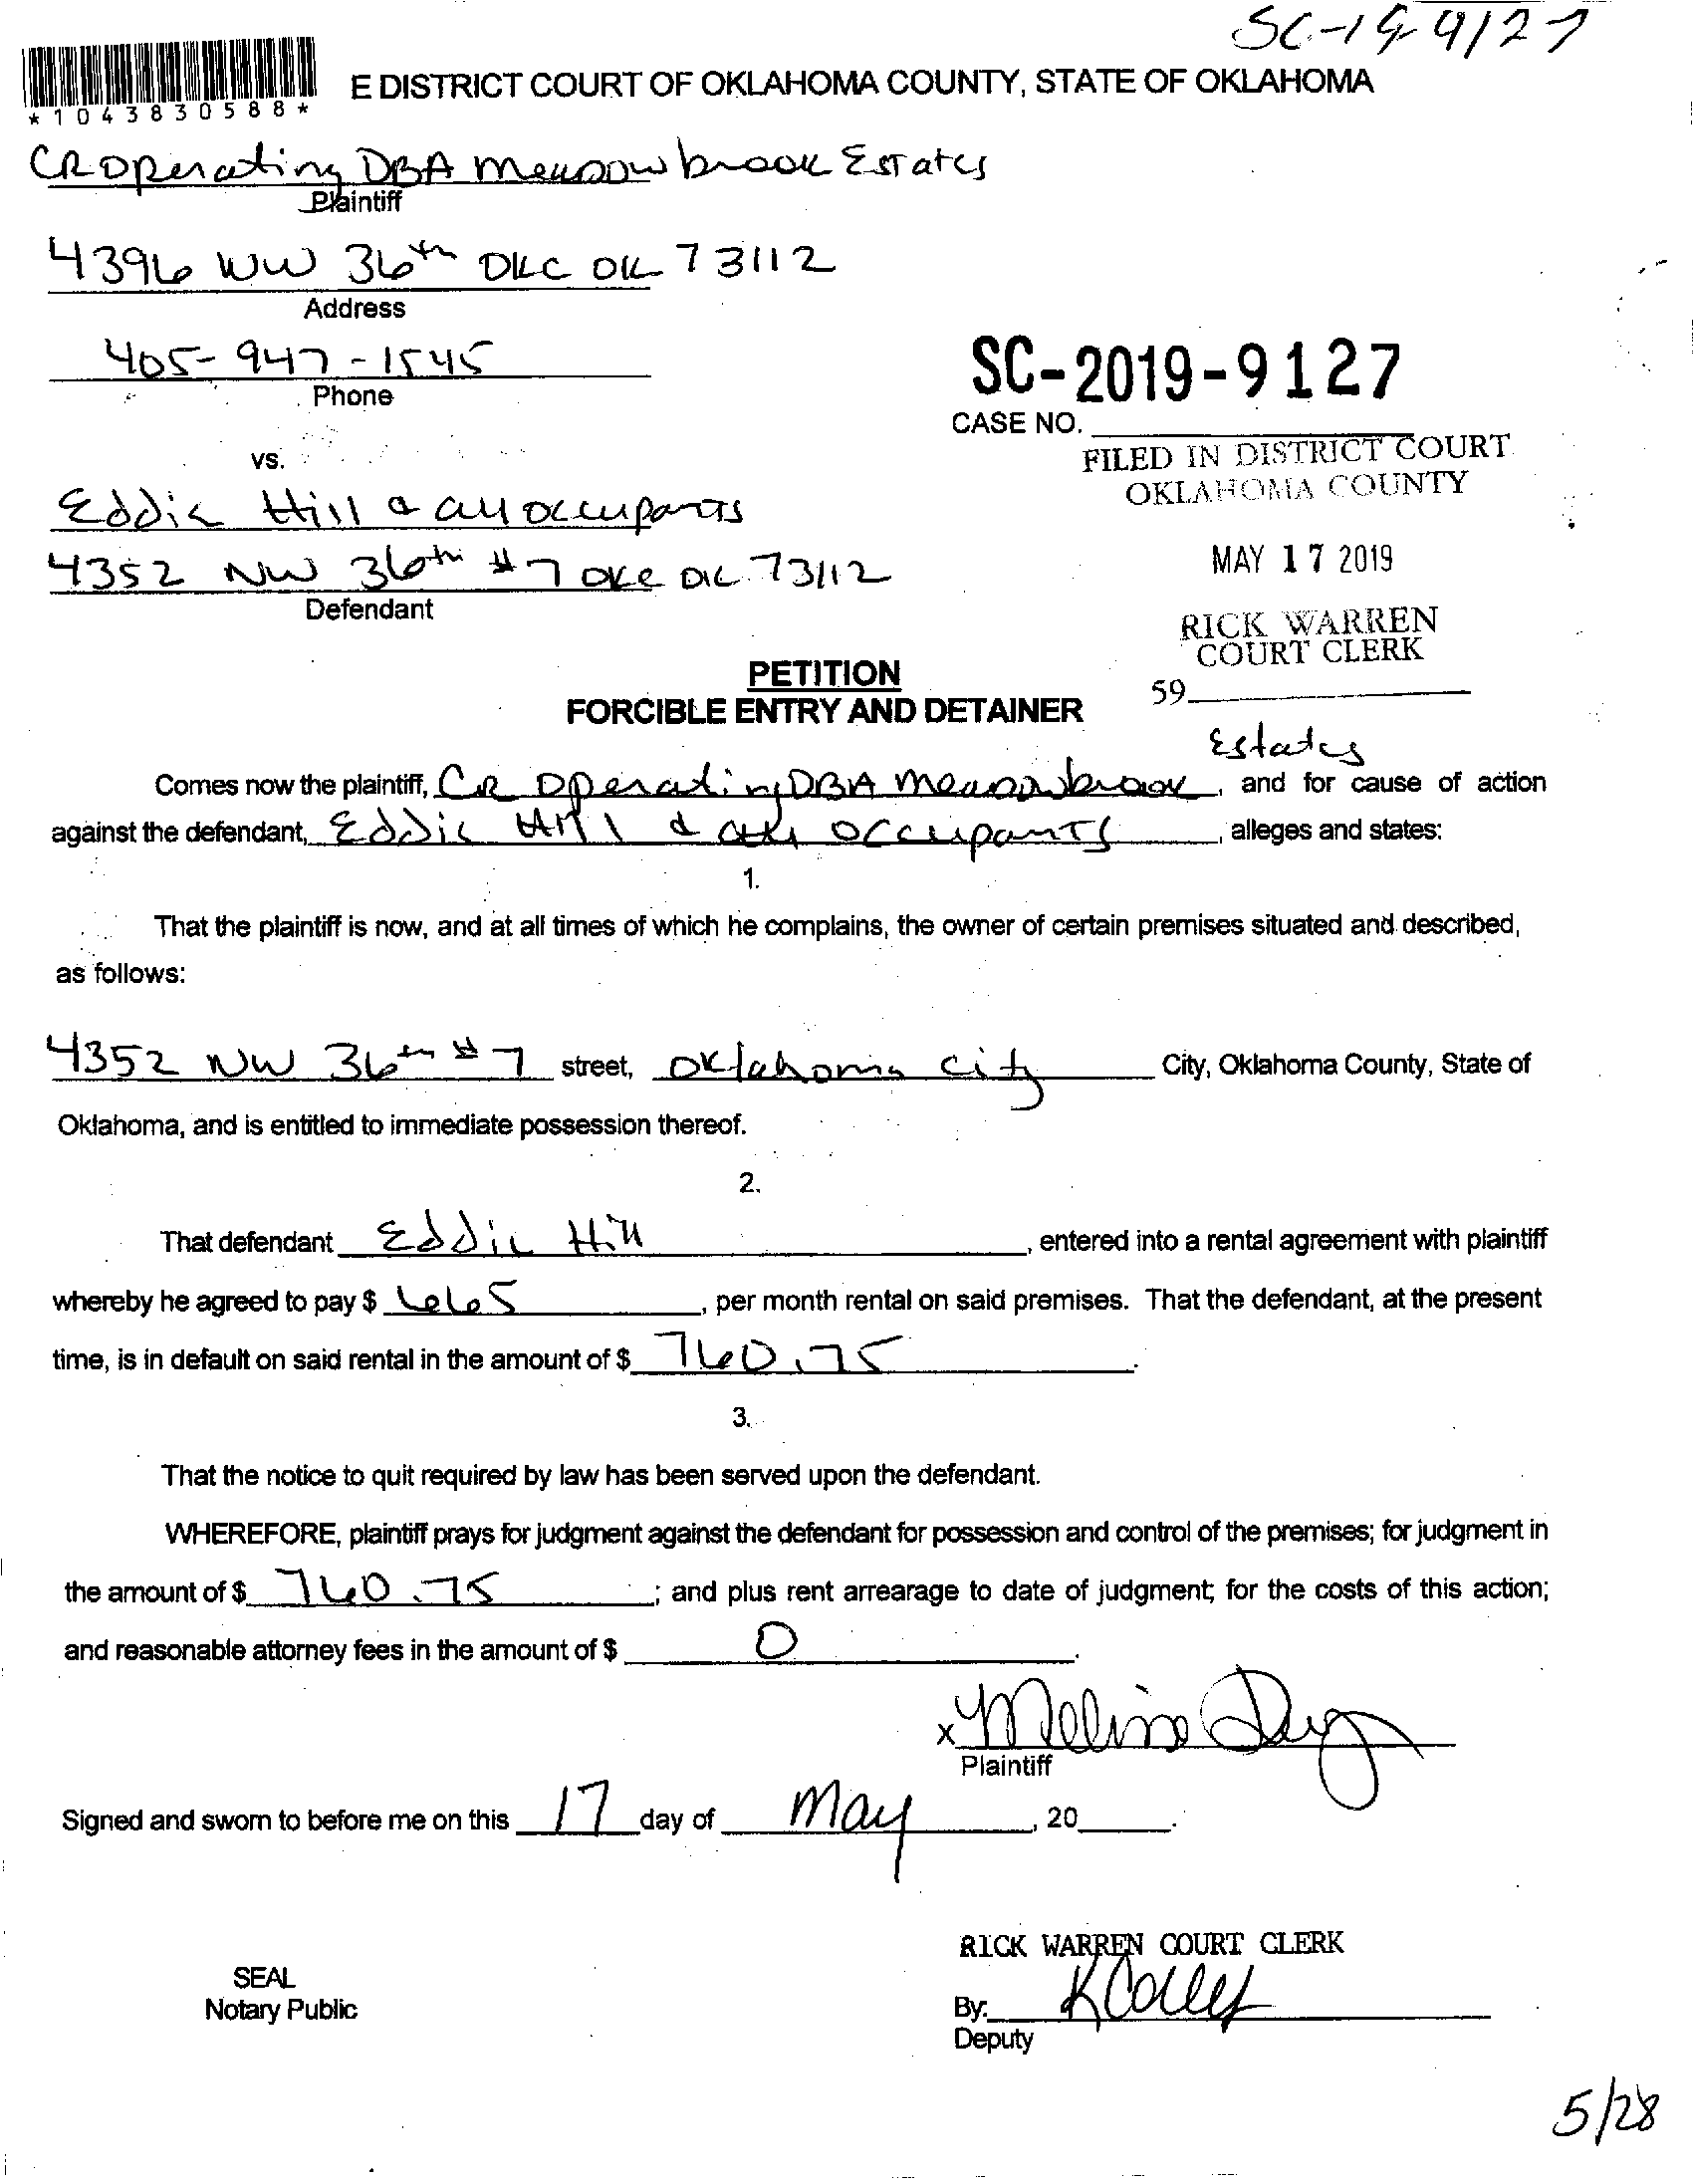 SC-19-9127
E DISTRICT COURT OF OKLAHOMA COUNTY, STATE OF OKLAHOMA
*1043830588*
CR Operating DBA Meadowbrook Estates
Plaintiff
4396 NW 36th OKC OK 73112
Address
405-947-1545
Phone
SC-2019-9127
CASE NO.
vs.
FILED IN DISTRICT COURT
OKLAHOMA COUNTY
Eddie Hill & all occupants
4352 NW 36th #7 OKC OK 73112
Defendant
MAY 17 2019
RICK WARREN
COURT CLERK
59
PETITION
FORCIBLE ENTRY AND DETAINER
Estates
Comes now the plaintiff, CR Operating DBA Meadowbrook, and for cause of action
against the defendant, Eddie Hill & all occupants, alleges and states:
1.
That the plaintiff is now, and at all times of which he complains, the owner of certain premises situated and described,
as follows:
4352 NW 36th #7 street, Oklahoma City City, Oklahoma County, State of
Oklahoma, and is entitled to immediate possession thereof.
2.
That defendant Eddie Hill, entered into a rental agreement with plaintiff
whereby he agreed to pay $ 665, per month rental on said premises. That the defendant, at the present
time, is in default on said rental in the amount of $ 760.75.
3.
That the notice to quit required by law has been served upon the defendant.
WHEREFORE, plaintiff prays for judgment against the defendant for possession and control of the premises; for judgment in
the amount of $ 760.75; and plus rent arrearage to date of judgment; for the costs of this action;
and reasonable attorney fees in the amount of $ 0.
x Melissa
Plaintiff
Signed and sworn to before me on this 17 day of May, 20.
RICK WARREN COURT CLERK
SEAL
Notary Public
By:
Deputy
5/28